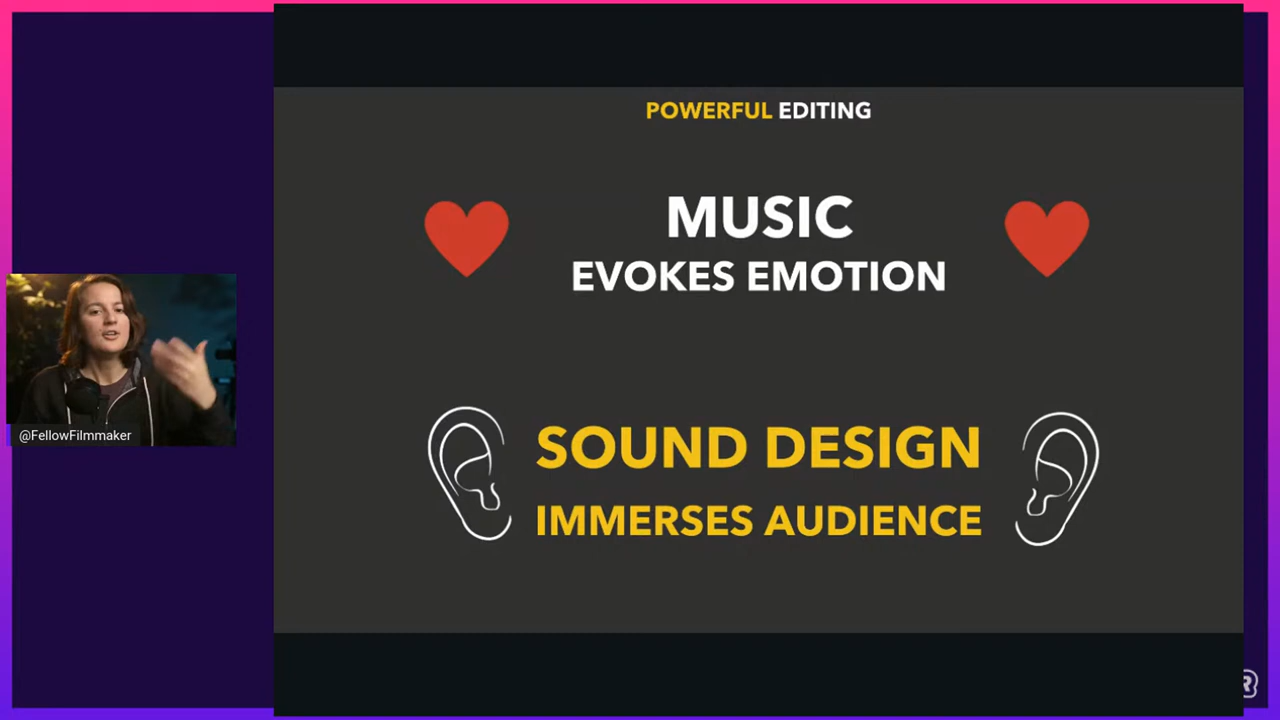 POWERFUL EDITING
MUSIC
EVOKES EMOTION
SOUND DESIGN
IMMERSES AUDIENCE
@FellowFilmmaker
R